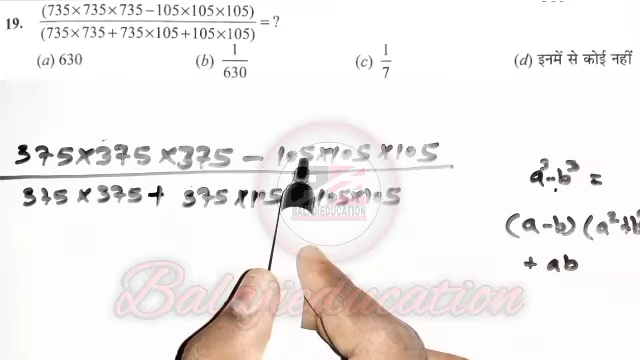 19. (735×735×735−105×105×105) / (735×735+735×105+105×105) = ?
(a) 630 (b) 1/630 (c) 1/7 (d) इनमें से कोई नहीं
375×375×375 − 105×105×105
375×375 + 375×105 105×105
a³-b³ =
(a-b) (a²+b²
+ ab
BALAJI EDUCATION
Balajieducation